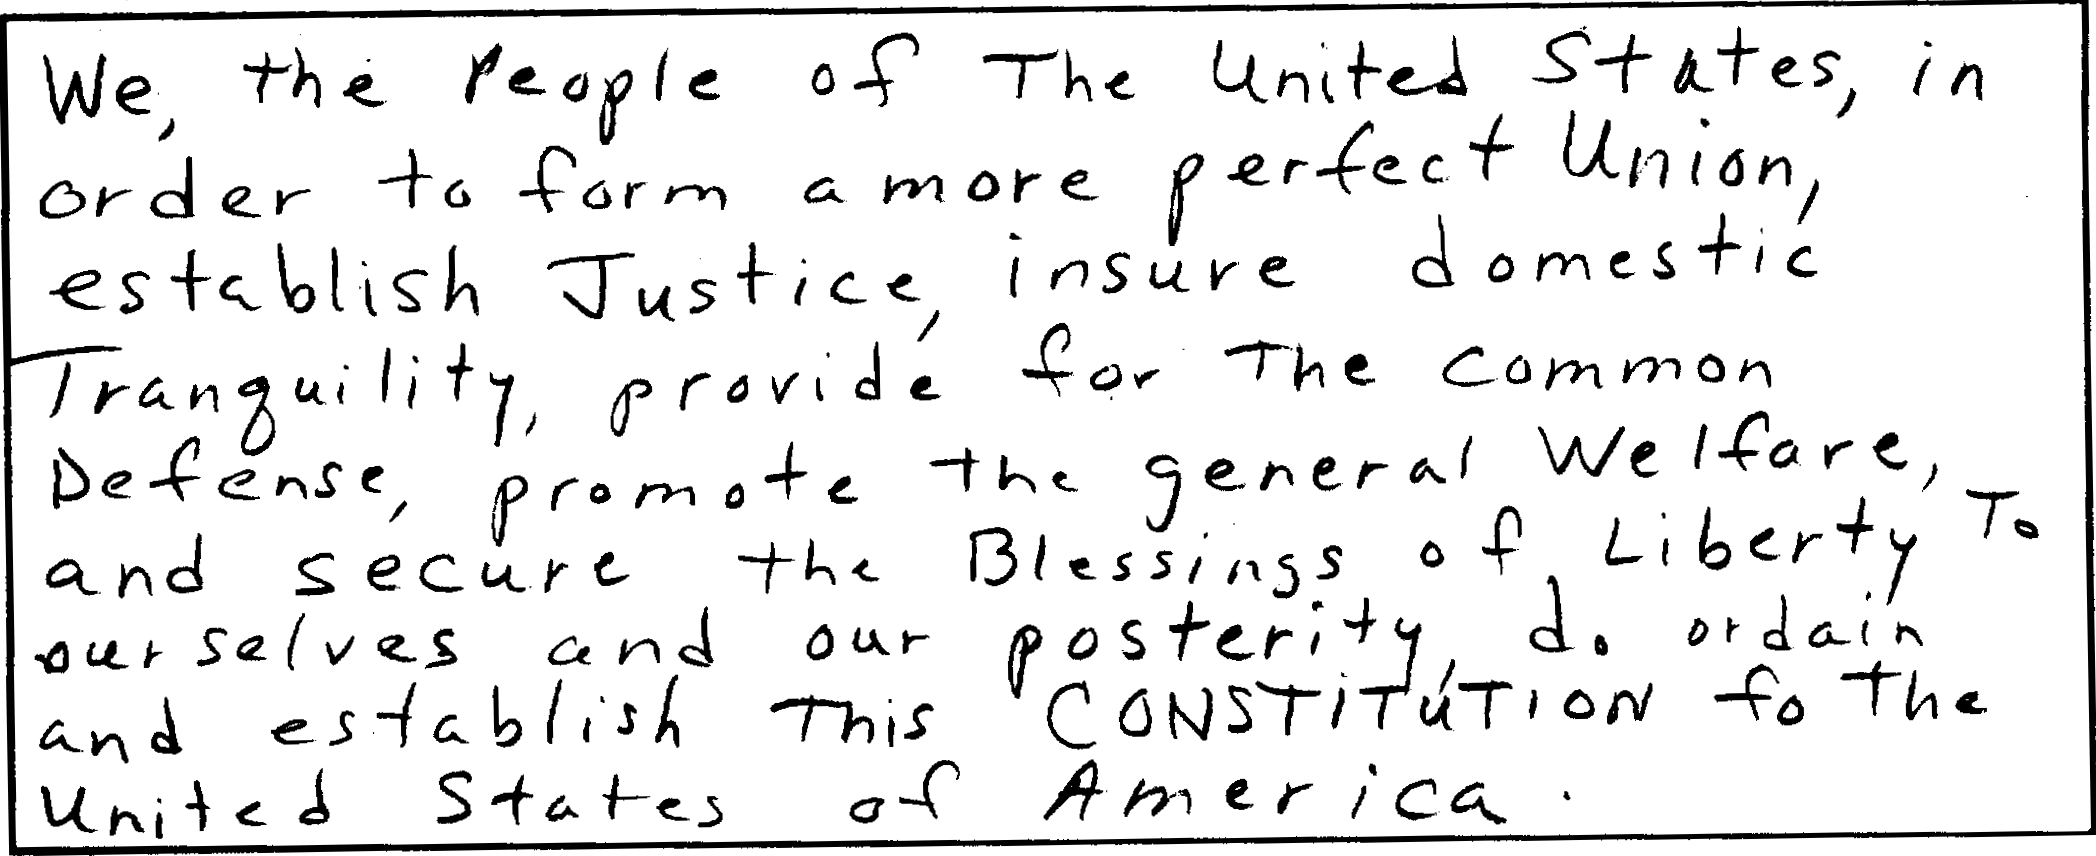 We, the People of The United States, in
order to form a more perfect Union,
establish Justice, insure domestic
Tranquility, provide for The common
Defense, promote the general Welfare,
and secure the Blessings of Liberty To
ourselves and our posterity, do ordain
and establish This CONSTITUTION fo The
United States of America.